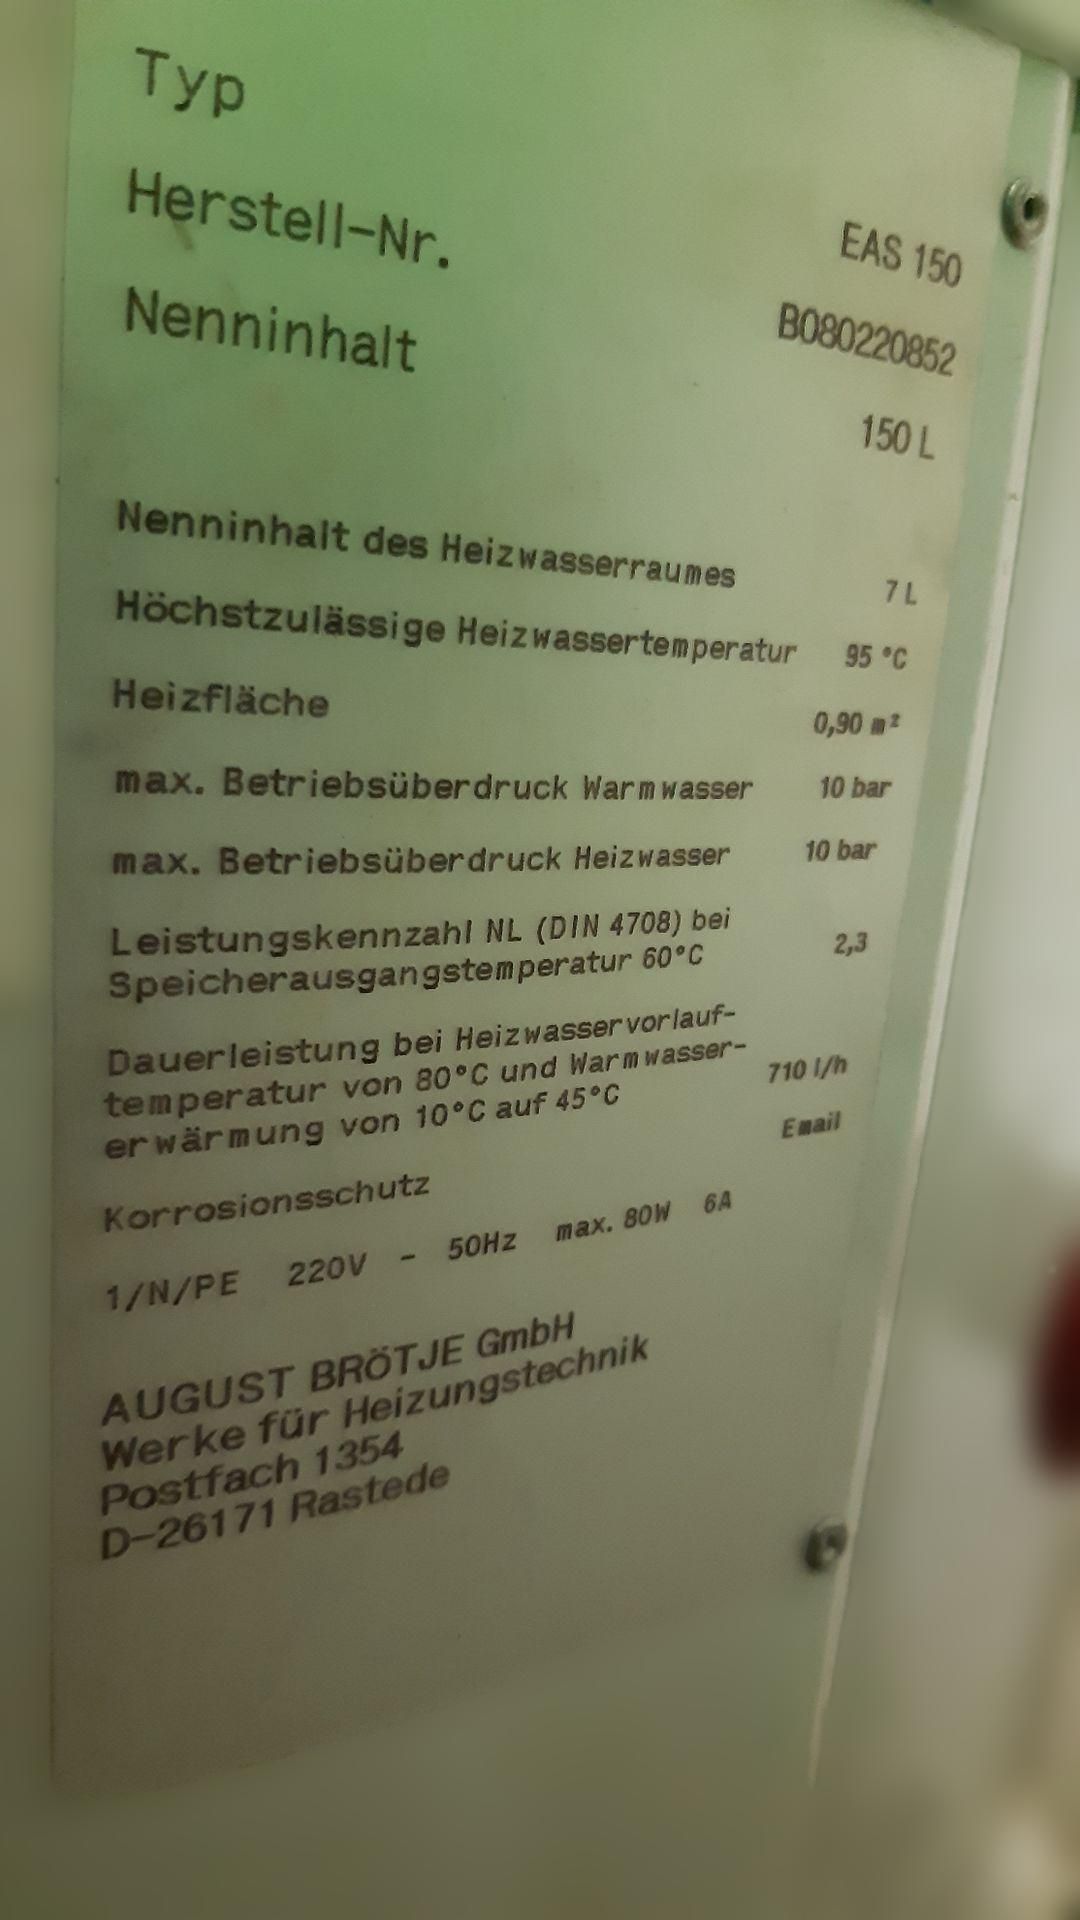 Typ EAS 150
Herstell-Nr. B080220852
Nenninhalt 150 L
Nenninhalt des Heizwasserraumes 7 L
Höchstzulässige Heizwassertemperatur 95 °C
Heizfläche 0,90 m²
max. Betriebsüberdruck Warmwasser 10 bar
max. Betriebsüberdruck Heizwasser 10 bar
Leistungskennzahl NL (DIN 4708) bei
Speicherausgangstemperatur 60°C 2,3
Dauerleistung bei Heizwasservorlauf-
temperatur von 80°C und Warmwasser-
erwärmung von 10°C auf 45°C 710 l/h
Korrosionsschutz Email
1/N/PE 220V - 50Hz max. 80W 6A
AUGUST BRÖTJE GmbH
Werke für Heizungstechnik
Postfach 1354
D-26171 Rastede